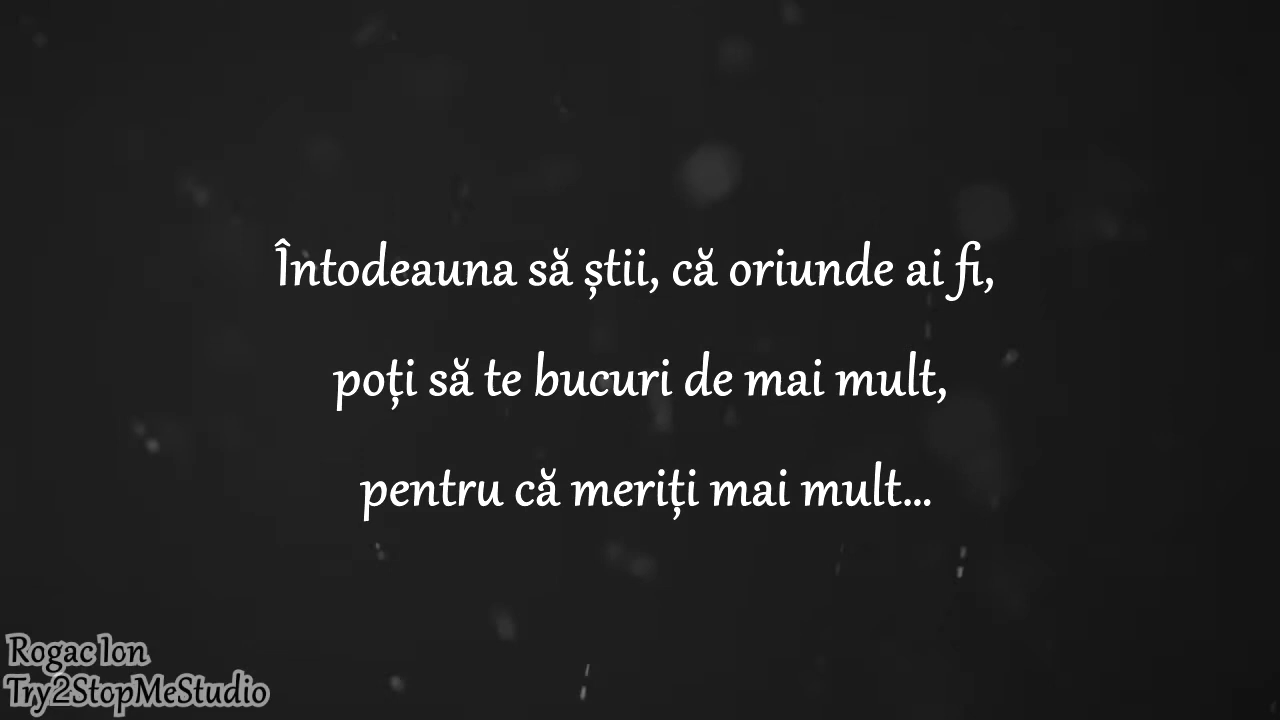 Întodeauna să știi, că oriunde ai fi,
poți să te bucuri de mai mult,
pentru că meriți mai mult...
Rogac Ion
Try2StopMeStudio